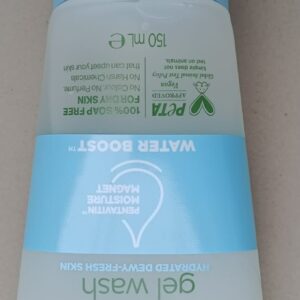 gel wash
HYDRATED DEWY-FRESH SKIN
PENTAVITIN™
MOISTURE
MAGNET
WATER BOOST™
100% SOAP FREE
FOR DRY SKIN
No Colour. No Parfume.
No Harsh Chemicals
that can upset your skin
PETA
APPROVED
Global Animal Test Policy
Vegan
Simple does not
test on animals.
150 mL e